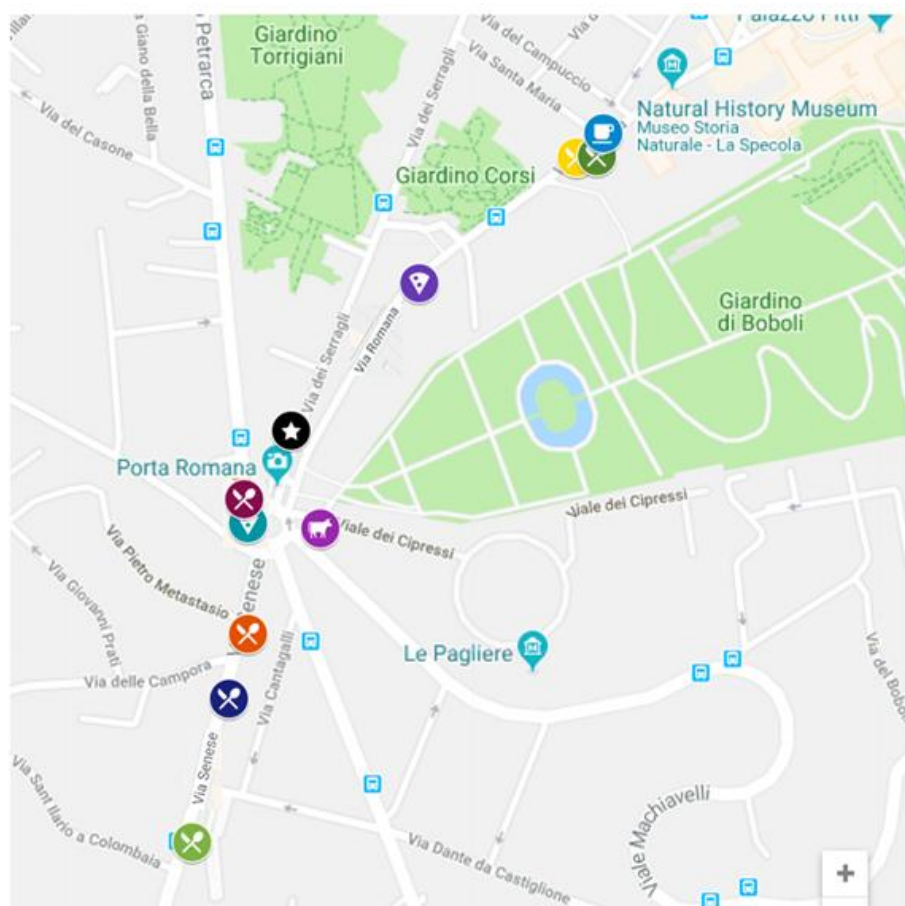 Giardino
Torrigiani
Via Giano della Bella
Petrarca
Via del Casone
Via dei Serragli
Via del Campuccio
Via Santa Maria
Palazzo Pitti
Natural History Museum
Museo Storia
Naturale - La Specola
Giardino Corsi
Giardino
di Boboli
Via Romana
Via dei Serragli
Porta Romana
Viale dei Cipressi
Viale dei Cipressi
Via Pietro Metastasio
Via Giovanni Prati
Senese
Le Pagliere
Via delle Campora
Via Cantagalli
Via del Bobol
Via Senese
Via Sant'Ilario a Colombaia
Viale Machiavelli
Via Dante da Castiglione
+